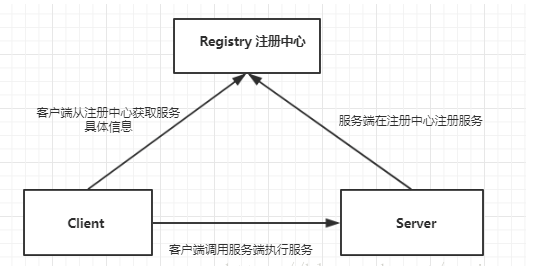 Registry 注册中心
客户端从注册中心获取服务
具体信息
服务端在注册中心注册服务
Client
Server
客户端调用服务端执行服务